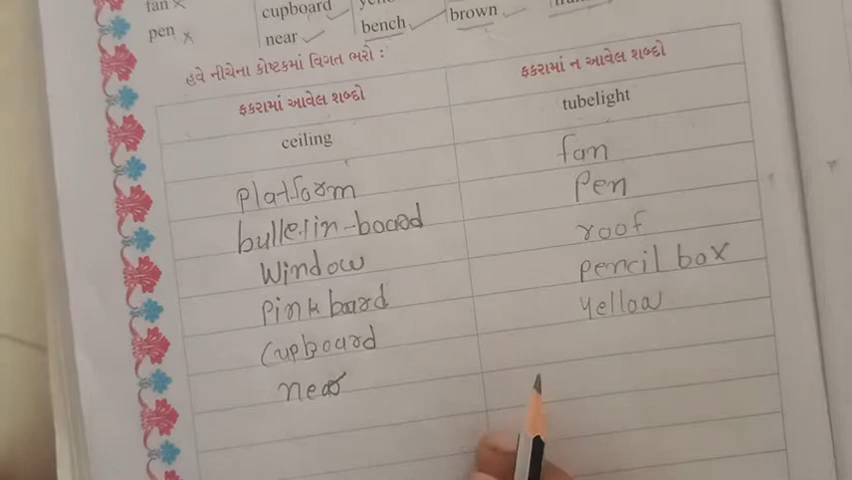 fan ×
pen ×
cupboard ✓
near ✓
bench ✓
brown ✓
હવે નીચેના કોષ્ટકમાં વિગત ભરો :
ફકરામાં આવેલ શબ્દો
ફકરામાં ન આવેલ શબ્દો
ceiling
tubelight
Platform
fan
bulletin-board
Pen
Window
roof
Pink board
pencil box
Cupboard
Yellow
near